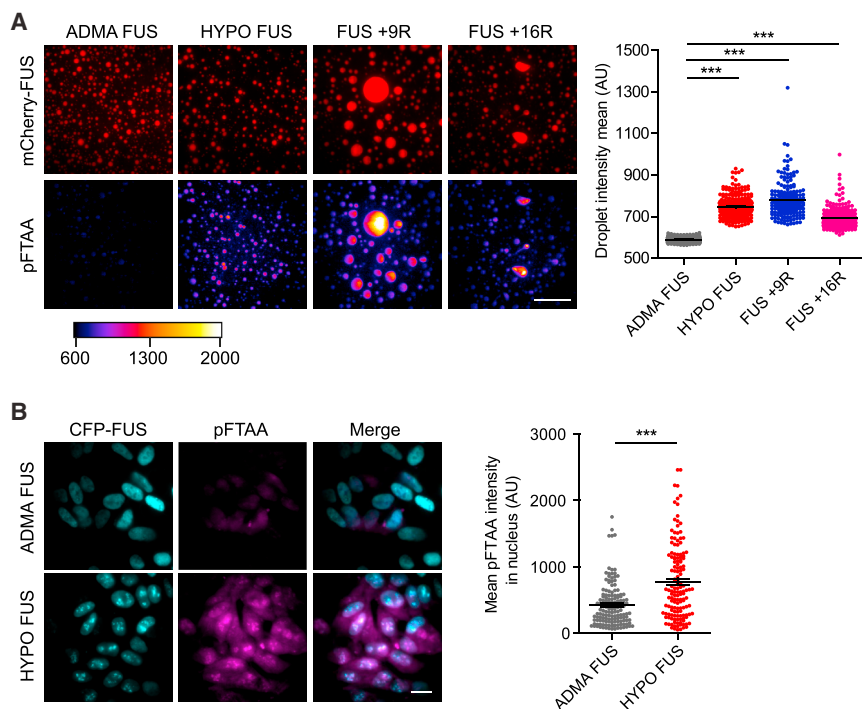 A
ADMA FUS HYPO FUS FUS +9R FUS +16R
mCherry-FUS
pFTAA
600 1300 2000
Droplet intensity mean (AU)
1500
1300
1100
900
700
500
***
***
***
ADMA FUS
HYPO FUS
FUS +9R
FUS +16R
B
CFP-FUS pFTAA Merge
ADMA FUS
HYPO FUS
Mean pFTAA intensity
in nucleus (AU)
3000
2000
1000
0
***
ADMA FUS
HYPO FUS